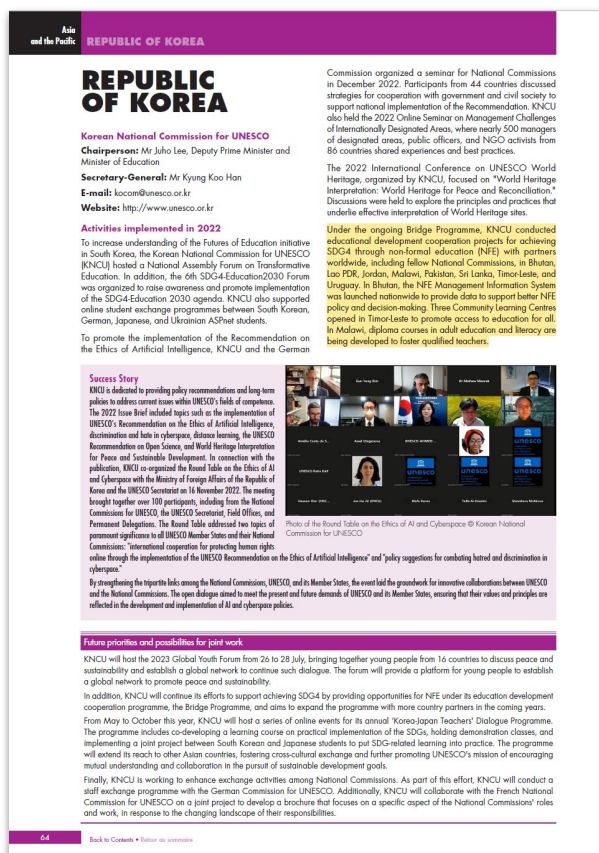 Asia
and the Pacific
REPUBLIC OF KOREA
REPUBLIC
OF KOREA
Korean National Commission for UNESCO
Chairperson: Mr Juho Lee, Deputy Prime Minister and
Minister of Education
Secretary-General: Mr Kyung Koo Han
E-mail: kocom@unesco.or.kr
Website: http://www.unesco.or.kr
Activities implemented in 2022
To increase understanding of the Futures of Education initiative
in South Korea, the Korean National Commission for UNESCO
(KNCU) hosted a National Assembly Forum on Transformative
Education. In addition, the 6th SDG4-Education2030 Forum
was organized to raise awareness and promote implementation
of the SDG4-Education 2030 agenda. KNCU also supported
online student exchange programmes between South Korean,
German, Japanese, and Ukrainian ASPnet students.
To promote the implementation of the Recommendation on
the Ethics of Artificial Intelligence, KNCU and the German
Commission organized a seminar for National Commissions
in December 2022. Participants from 44 countries discussed
strategies for cooperation with government and civil society to
support national implementation of the Recommendation. KNCU
also held the 2022 Online Seminar on Management Challenges
of Internationally Designated Areas, where nearly 500 managers
of designated areas, public officers, and NGO activists from
86 countries shared experiences and best practices.
The 2022 International Conference on UNESCO World
Heritage, organized by KNCU, focused on "World Heritage
Interpretation: World Heritage for Peace and Reconciliation."
Discussions were held to explore the principles and practices that
underlie effective interpretation of World Heritage sites.
Under the ongoing Bridge Programme, KNCU conducted
educational development cooperation projects for achieving
SDG4 through non-formal education (NFE) with partners
worldwide, including fellow National Commissions, in Bhutan,
Lao PDR, Jordan, Malawi, Pakistan, Sri Lanka, Timor-Leste, and
Uruguay. In Bhutan, the NFE Management Information System
was launched nationwide to provide data to support better NFE
policy and decision-making. Three Community Learning Centres
opened in Timor-Leste to promote access to education for all.
In Malawi, diploma courses in adult education and literacy are
being developed to foster qualified teachers.
Success Story
KNCU is dedicated to providing policy recommendations and long-term
policies to address current issues within UNESCO's fields of competence.
The 2022 Issue Brief included topics such as the implementation of
UNESCO's Recommendation on the Ethics of Artificial Intelligence,
discrimination and hate in cyberspace, distance learning, the UNESCO
Recommendation on Open Science, and World Heritage Interpretation
for Peace and Sustainable Development. In connection with the
publication, KNCU co-organized the Round Table on the Ethics of AI
and Cyberspace with the Ministry of Foreign Affairs of the Republic of
Korea and the UNESCO Secretariat on 16 November 2022. The meeting
brought together over 100 participants, including from the National
Commissions for UNESCO, the UNESCO Secretariat, Field Offices, and
Permanent Delegations. The Round Table addressed two topics of
paramount significance to all UNESCO Member States and their National
Commissions: "international cooperation for protecting human rights
online through the implementation of the UNESCO Recommendation on the Ethics of Artificial Intelligence" and "policy suggestions for combating hatred and discrimination in
cyberspace."
By strengthening the tripartite links among the National Commissions, UNESCO, and its Member States, the event laid the groundwork for innovative collaborations between UNESCO
and the National Commissions. The open dialogue aimed to meet the present and future demands of UNESCO and its Member States, ensuring that their values and principles are
reflected in the development and implementation of AI and cyberspace policies.
unesco
unesco
unesco
Photo of the Round Table on the Ethics of AI and Cyberspace © Korean National
Commission for UNESCO
Future priorities and possibilities for joint work
KNCU will host the 2023 Global Youth Forum from 26 to 28 July, bringing together young people from 16 countries to discuss peace and
sustainability and establish a global network to continue such dialogue. The forum will provide a platform for young people to establish
a global network to promote peace and sustainability.
In addition, KNCU will continue its efforts to support achieving SDG4 by providing opportunities for NFE under its education development
cooperation programme, the Bridge Programme, and aims to expand the programme with more country partners in the coming years.
From May to October this year, KNCU will host a series of online events for its annual 'Korea-Japan Teachers' Dialogue Programme.
The programme includes co-developing a learning course on practical implementation of the SDGs, holding demonstration classes, and
implementing a joint project between South Korean and Japanese students to put SDG-related learning into practice. The programme
will extend its reach to other Asian countries, fostering cross-cultural exchange and further promoting UNESCO's mission of encouraging
mutual understanding and collaboration in the pursuit of sustainable development goals.
Finally, KNCU is working to enhance exchange activities among National Commissions. As part of this effort, KNCU will conduct a
staff exchange programme with the German Commission for UNESCO. Additionally, KNCU will collaborate with the French National
Commission for UNESCO on a joint project to develop a brochure that focuses on a specific aspect of the National Commissions' roles
and work, in response to the changing landscape of their responsibilities.
64
Back to Contents • Retour au sommaire